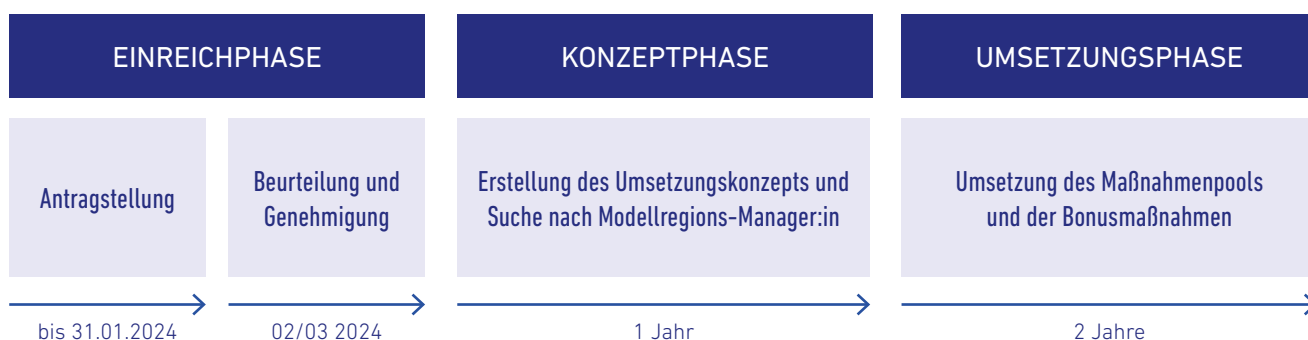 EINREICHPHASE
KONZEPTPHASE
UMSETZUNGSPHASE
Antragstellung
Beurteilung und
Genehmigung
Erstellung des Umsetzungskonzepts und
Suche nach Modellregions-Manager:in
Umsetzung des Maßnahmenpools
und der Bonusmaßnahmen
bis 31.01.2024
02/03 2024
1 Jahr
2 Jahre